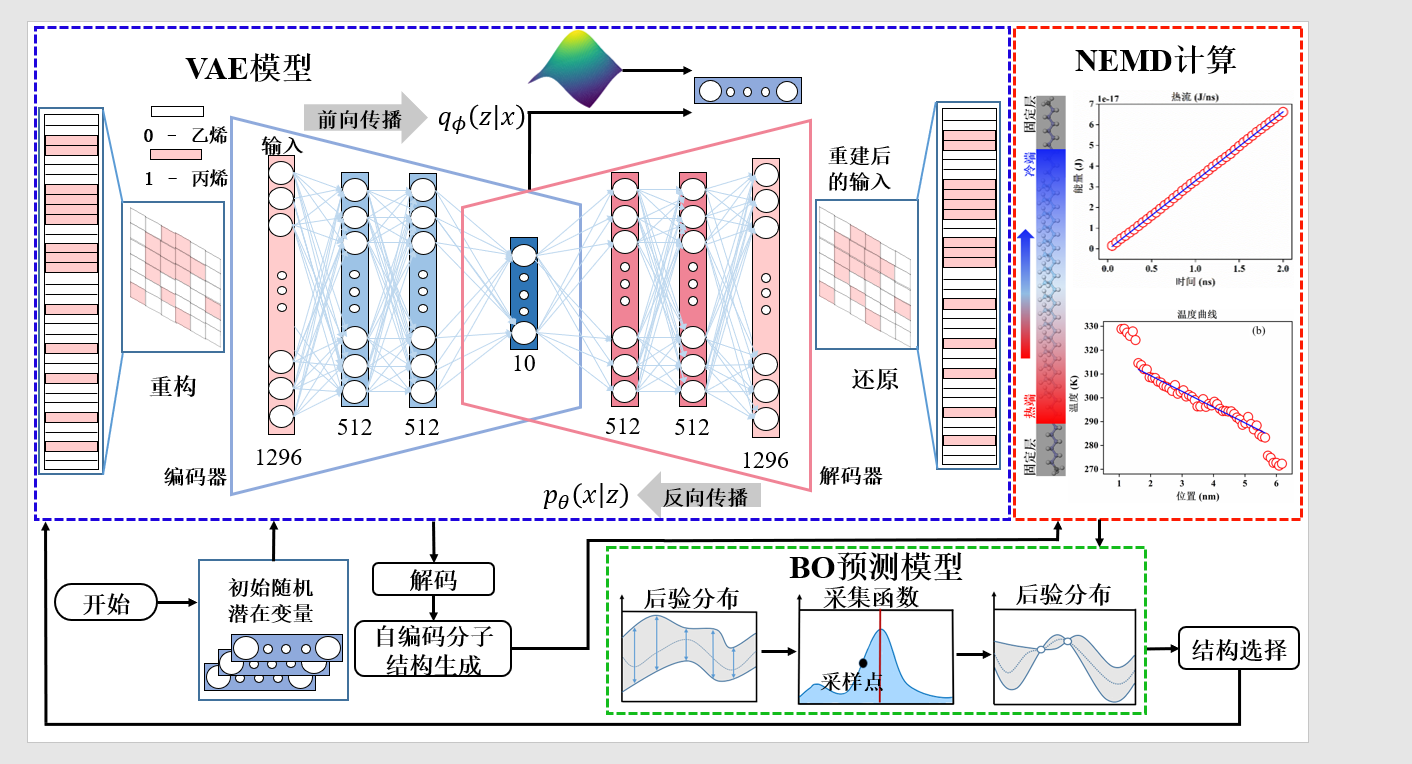 VAE模型
0 - 乙烯
1 - 丙烯
前向传播
qϕ(z|x)
输入
重构
编码器
1296
512
512
10
512
512
1296
重建后
的输入
还原
解码器
pθ(x|z)
反向传播
NEMD计算
固定层
冷端
热端
固定层
1e-17
热流 (J/ns)
能量 (J)
7
6
5
4
3
2
1
0
0.0 0.5 1.0 1.5 2.0
时间 (ns)
温度曲线
(b)
温度 (K)
330
320
310
300
290
280
270
1 2 3 4 5 6
位置 (nm)
开始
初始随机
潜在变量
解码
自编码分子
结构生成
BO预测模型
后验分布
采集函数
采样点
后验分布
结构选择